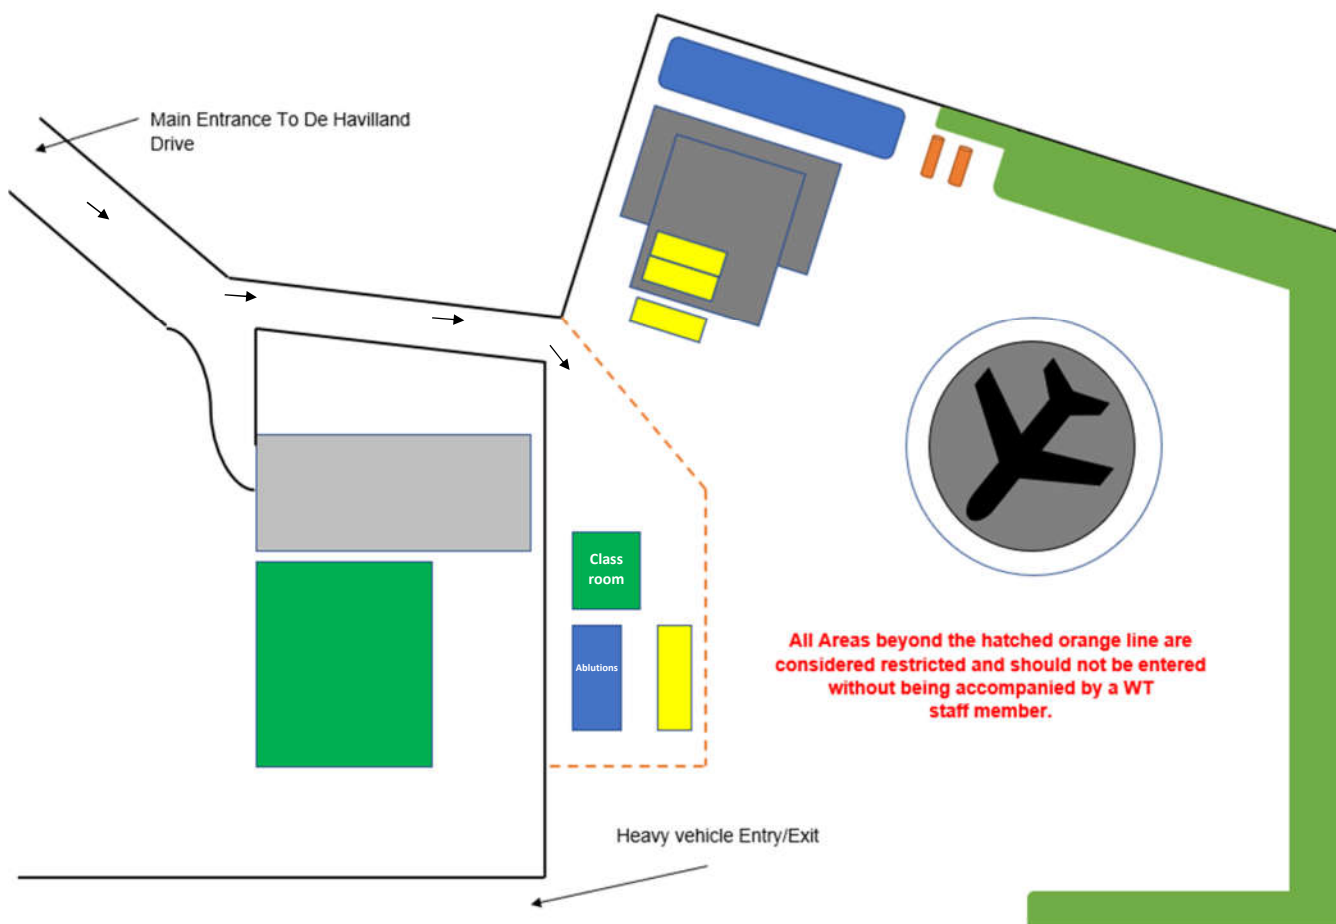 Main Entrance To De Havilland
Drive
Class
room
Ablutions
All Areas beyond the hatched orange line are
considered restricted and should not be entered
without being accompanied by a WT
staff member.
Heavy vehicle Entry/Exit